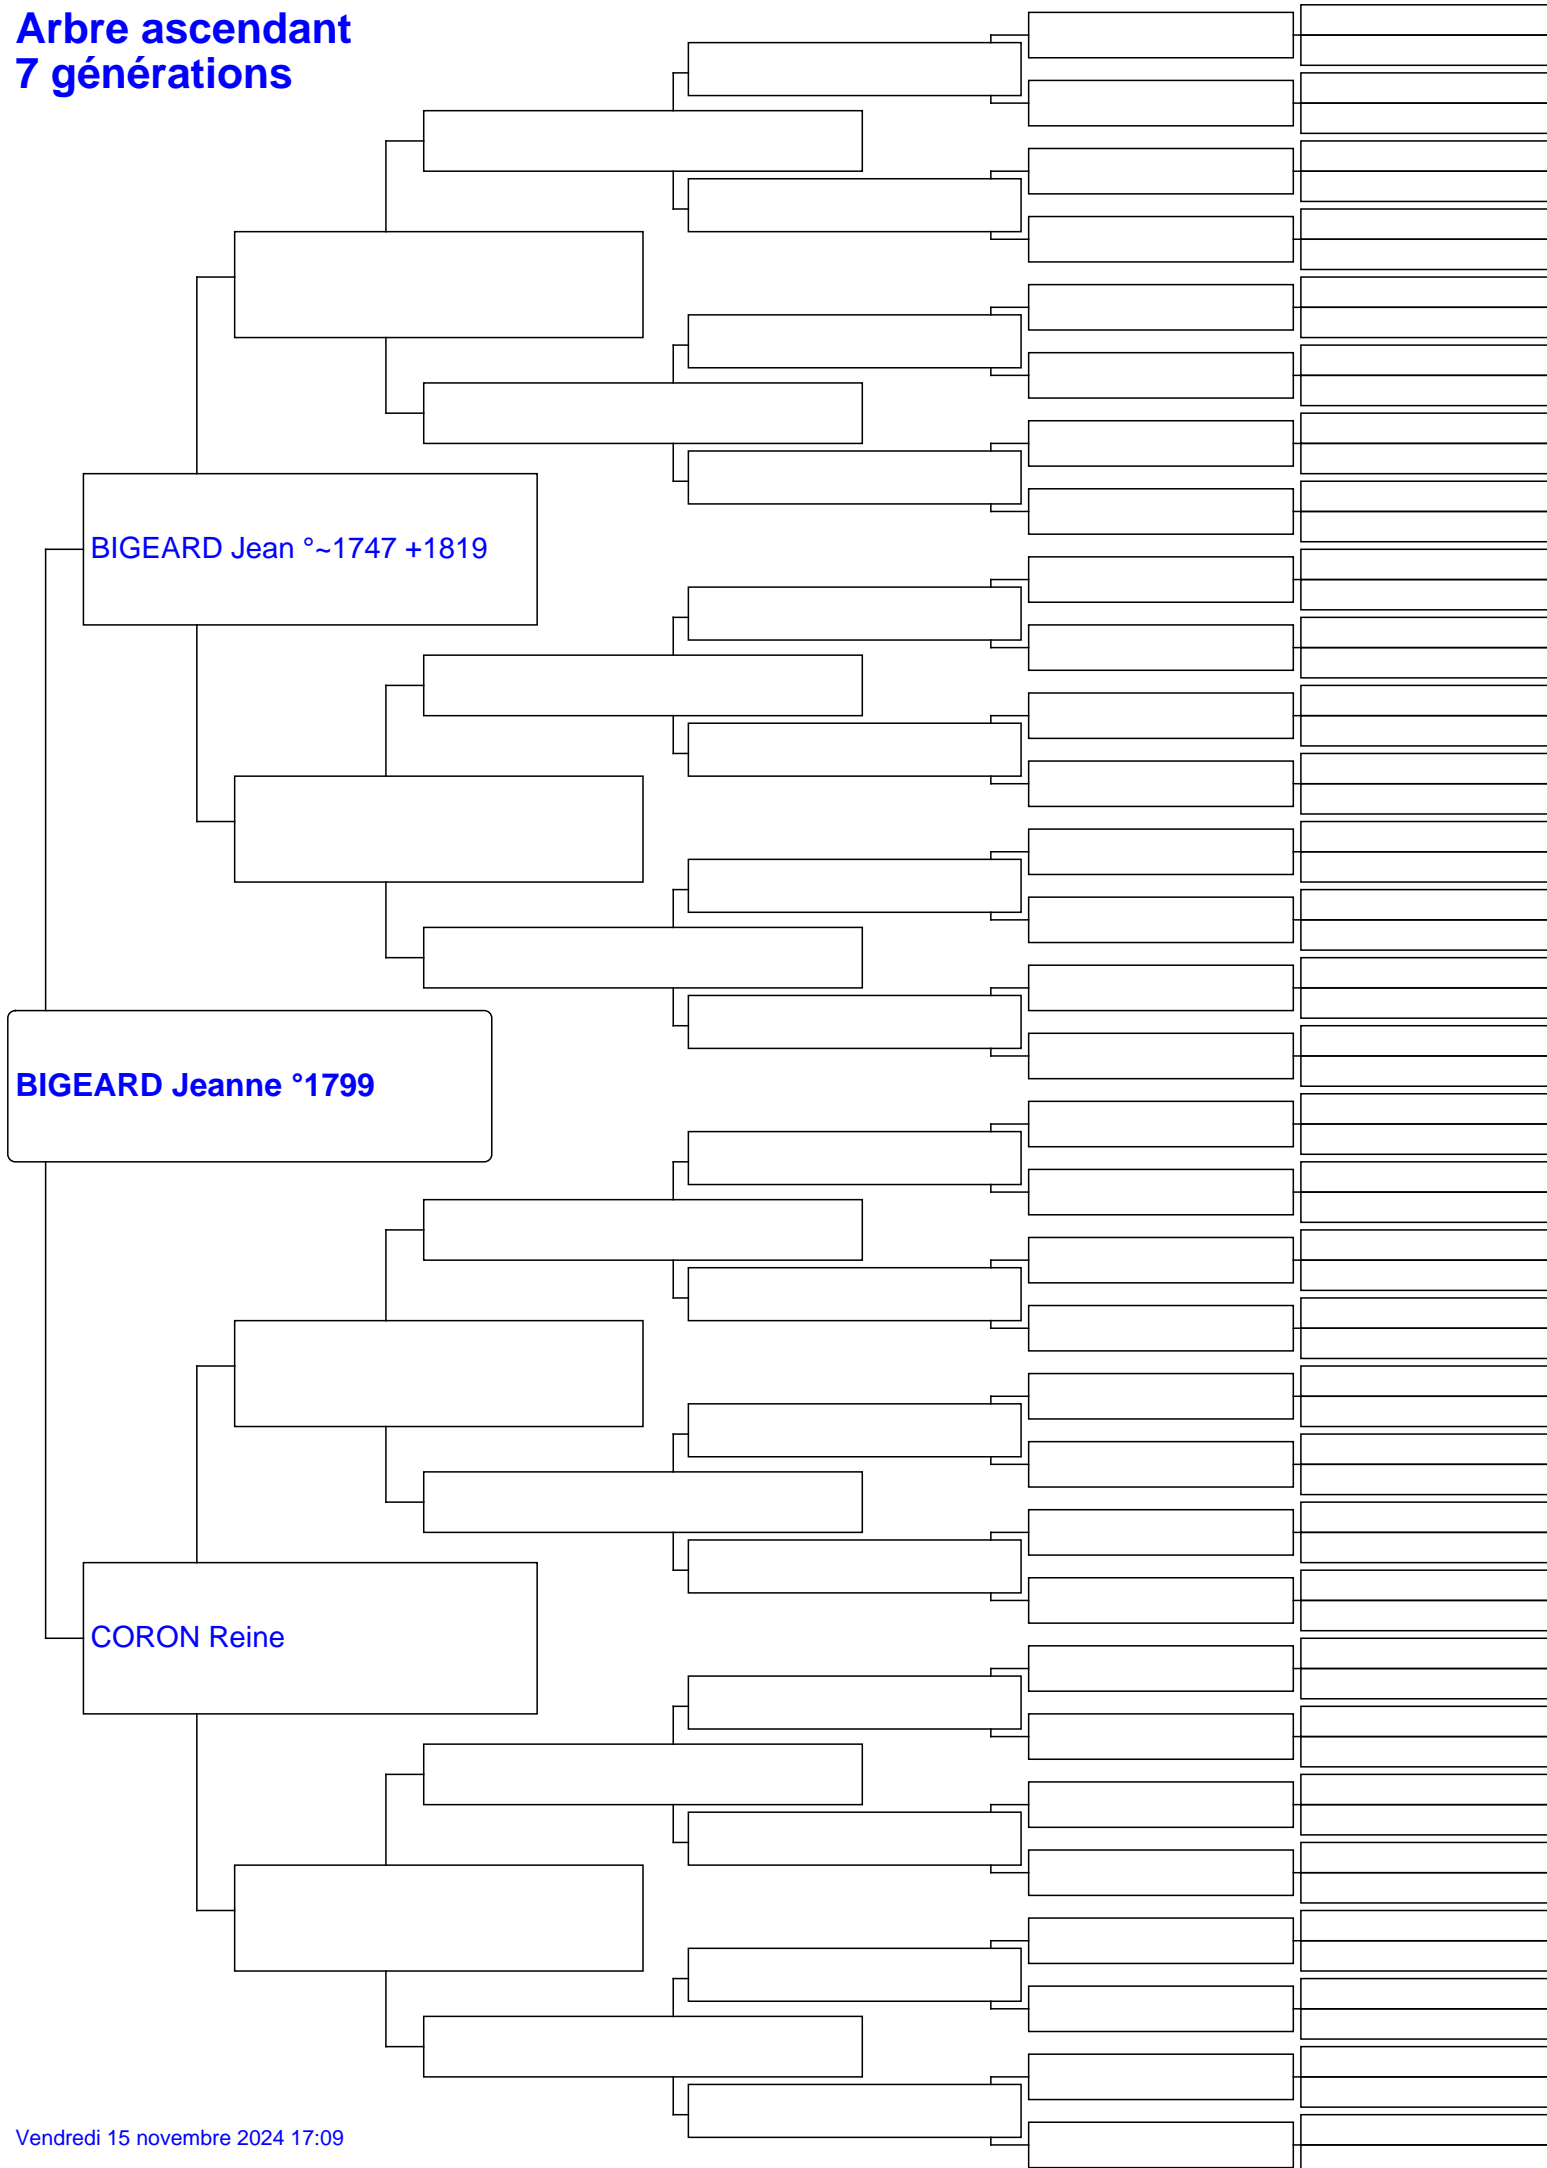 Arbre ascendant
7 générations
BIGEARD Jean °~1747 +1819
BIGEARD Jeanne °1799
CORON Reine
Vendredi 15 novembre 2024 17:09